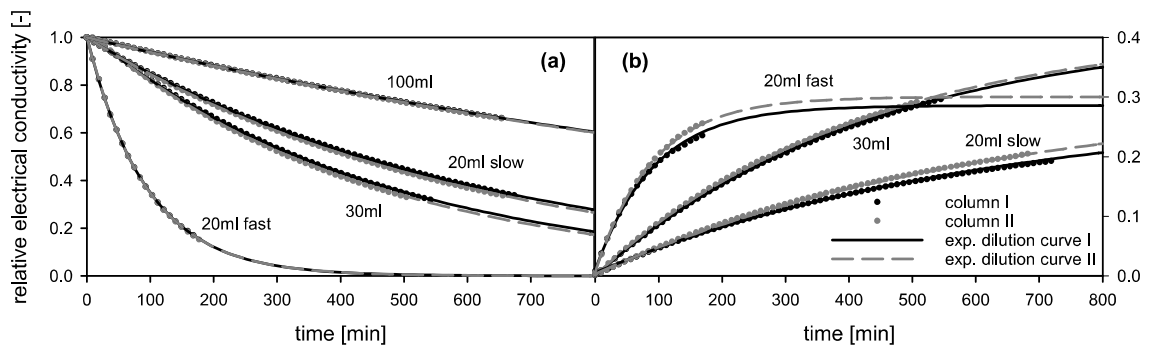 relative electrical conductivity [-]
1.0
0.8
0.6
0.4
0.2
0.0
(a)
100ml
20ml slow
30ml
20ml fast
0 100 200 300 400 500 600 700
time [min]
(b)
20ml fast
30ml
20ml slow
column I
column II
exp. dilution curve I
exp. dilution curve II
0.4
0.3
0.2
0.1
0.0
0 100 200 300 400 500 600 700 800
time [min]